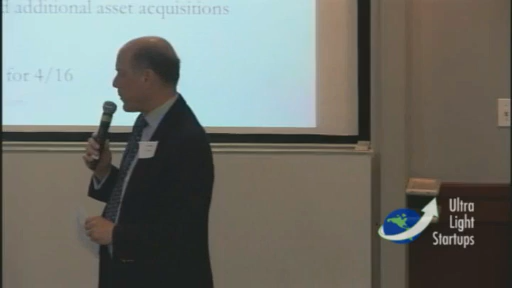 additional asset acquisitions
for 4/16
Ultra
Light
Startups